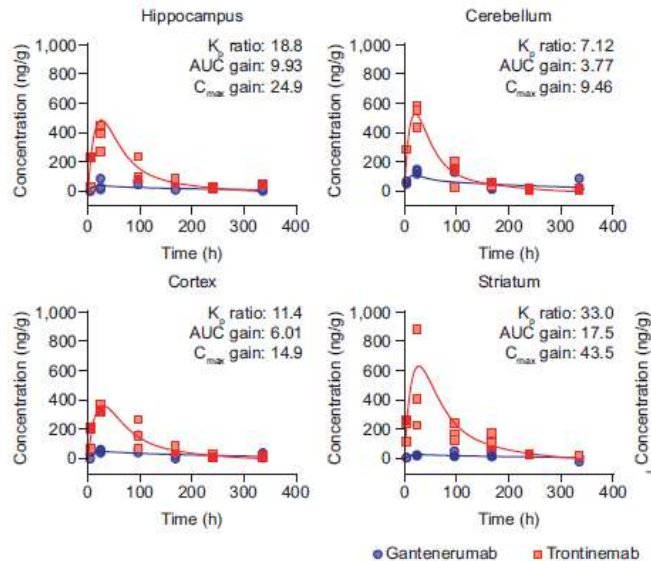 Hippocampus
Kp ratio: 18.8
AUC gain: 9.93
Cmax gain: 24.9
Concentration (ng/g)
1,000
800
600
400
200
0
0 100 200 300 400
Time (h)
Cerebellum
Kp ratio: 7.12
AUC gain: 3.77
Cmax gain: 9.46
Concentration (ng/g)
1,000
800
600
400
200
0
0 100 200 300 400
Time (h)
Cortex
Kp ratio: 11.4
AUC gain: 6.01
Cmax gain: 14.9
Concentration (ng/g)
1,000
800
600
400
200
0
0 100 200 300 400
Time (h)
Striatum
Kp ratio: 33.0
AUC gain: 17.5
Cmax gain: 43.5
Concentration (ng/g)
1,000
800
600
400
200
0
0 100 200 300 400
Time (h)
Concentration (ng/g)
Concentration (ng/g)
Gantenerumab Trontinemab